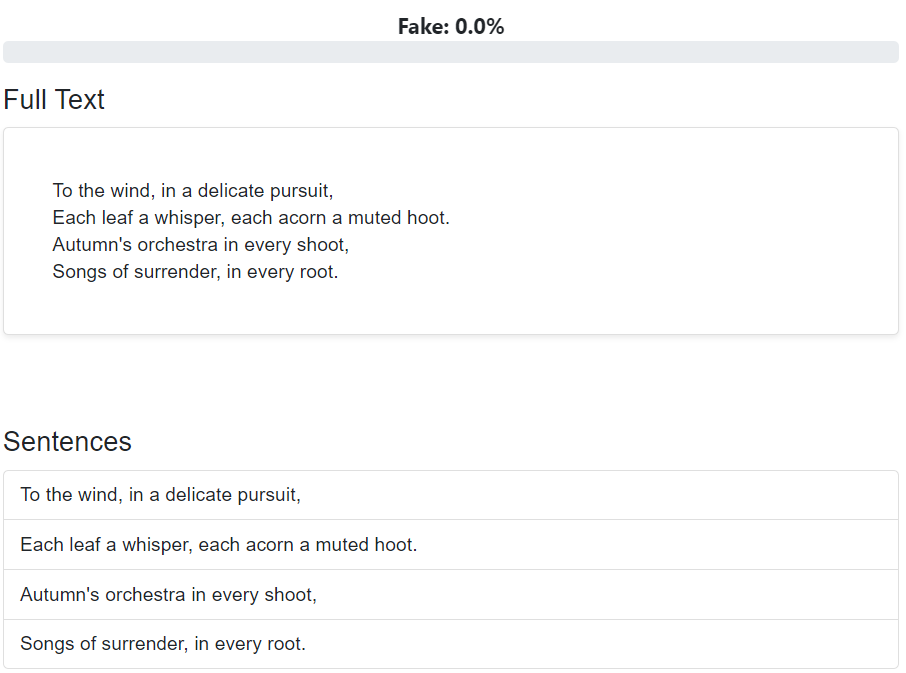 Fake: 0.0%
Full Text
To the wind, in a delicate pursuit,
Each leaf a whisper, each acorn a muted hoot.
Autumn's orchestra in every shoot,
Songs of surrender, in every root.
Sentences
To the wind, in a delicate pursuit,
Each leaf a whisper, each acorn a muted hoot.
Autumn's orchestra in every shoot,
Songs of surrender, in every root.